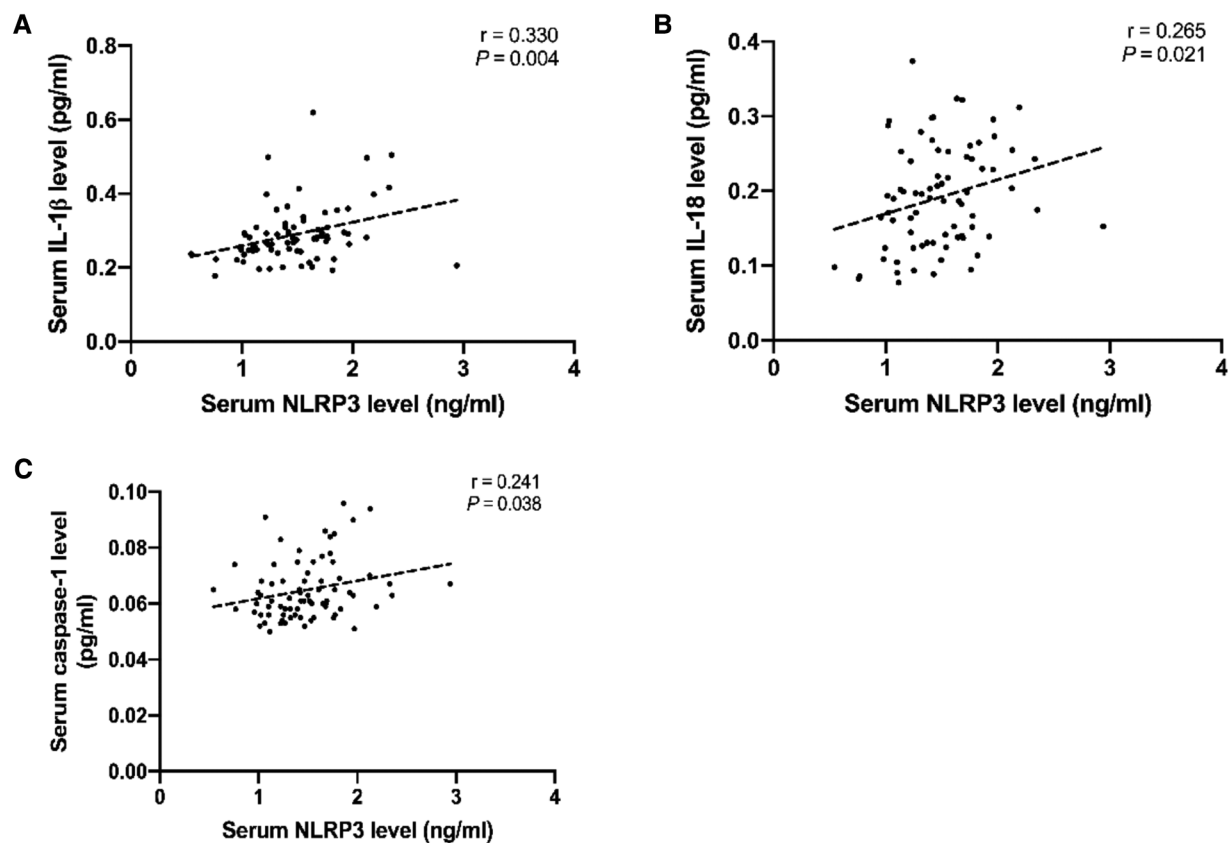 A
r = 0.330
P = 0.004
Serum IL-1β level (pg/ml)
0.8
0.6
0.4
0.2
0.0
0 1 2 3 4
Serum NLRP3 level (ng/ml)
B
r = 0.265
P = 0.021
Serum IL-18 level (pg/ml)
0.4
0.3
0.2
0.1
0.0
0 1 2 3 4
Serum NLRP3 level (ng/ml)
C
r = 0.241
P = 0.038
Serum caspase-1 level
(pg/ml)
0.10
0.08
0.06
0.04
0.02
0.00
0 1 2 3 4
Serum NLRP3 level (ng/ml)